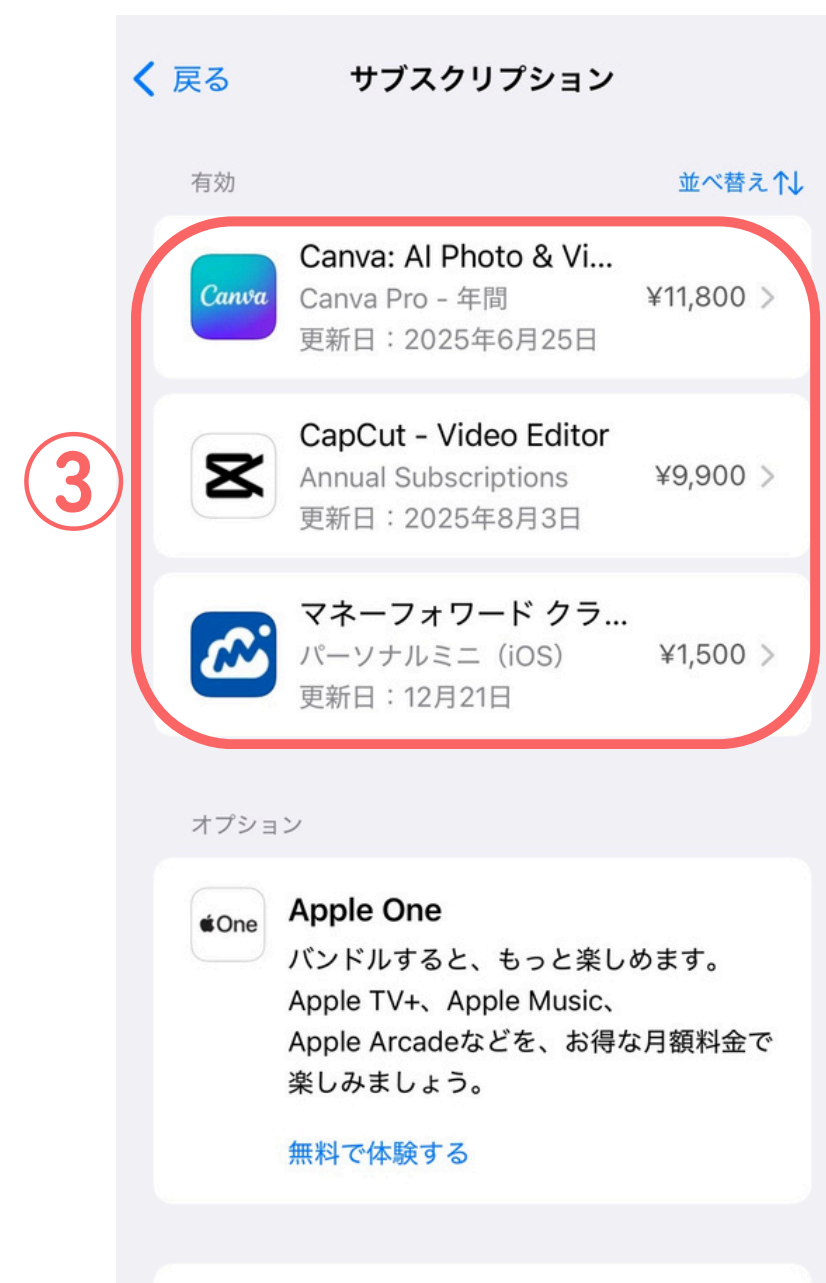 戻る
サブスクリプション
有効
並べ替え
Canva
Canva: AI Photo & Vi...
Canva Pro - 年間
¥11,800
更新日：2025年6月25日
③
CapCut - Video Editor
Annual Subscriptions
¥9,900
更新日：2025年8月3日
マネーフォワード クラ...
パーソナルミニ（iOS）
¥1,500
更新日：12月21日
オプション
One
Apple One
バンドルすると、もっと楽しめます。
Apple TV+、Apple Music、
Apple Arcadeなどを、お得な月額料金で
楽しみましょう。
無料で体験する